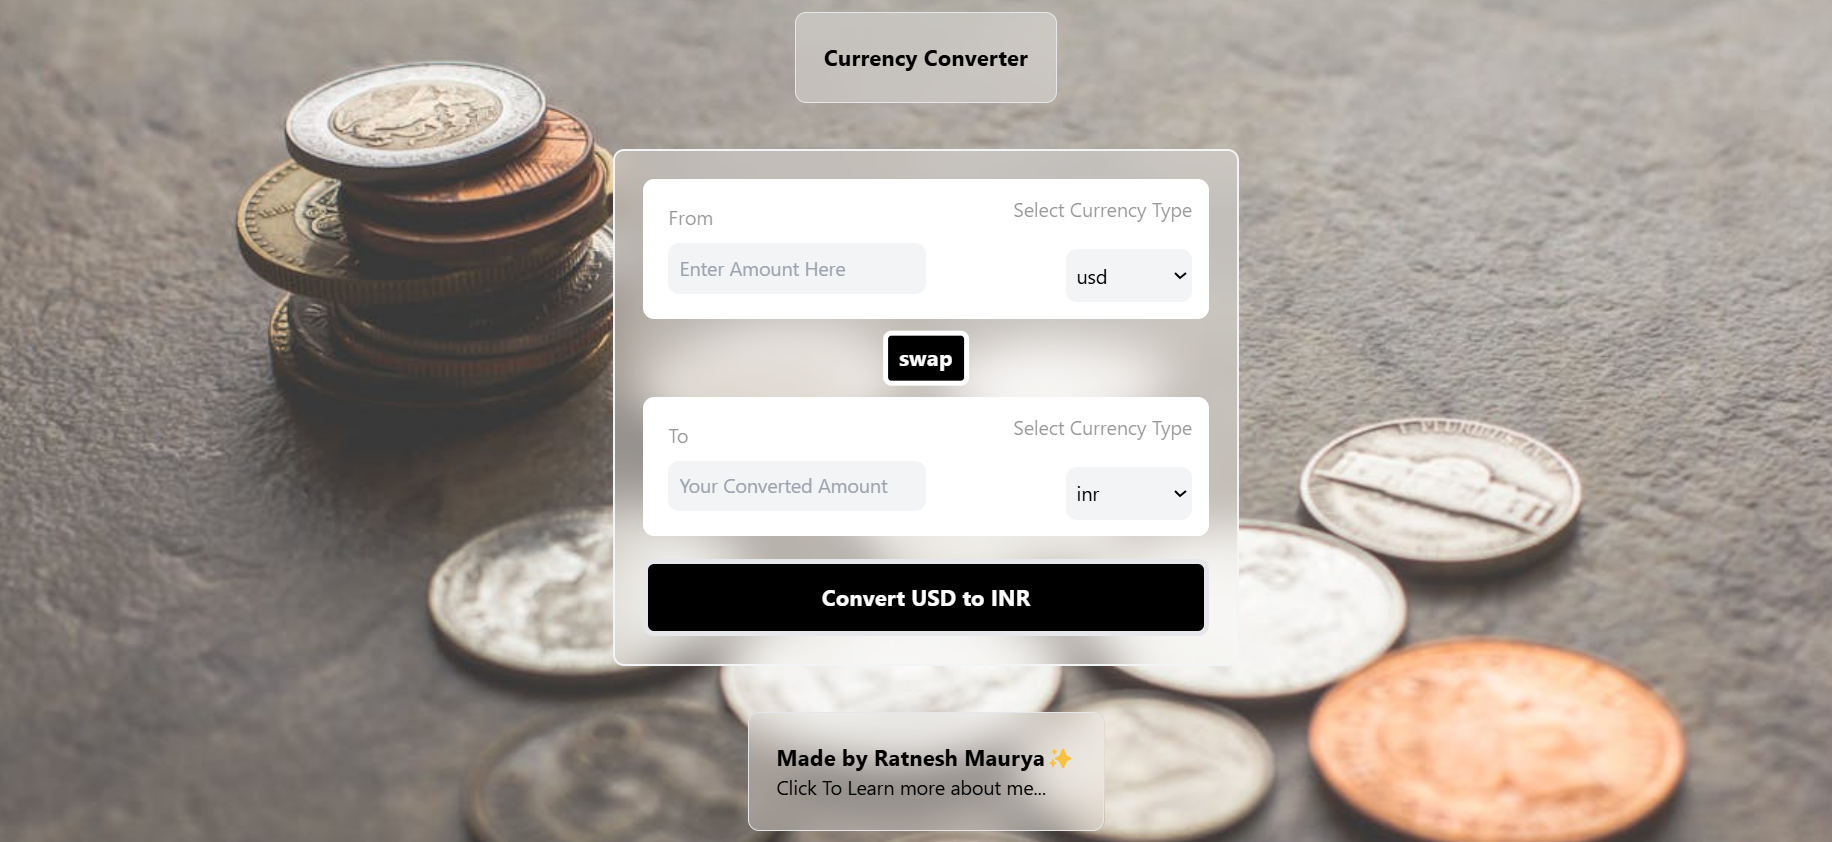 Currency Converter
From
Select Currency Type
Enter Amount Here
usd
swap
To
Select Currency Type
Your Converted Amount
inr
Convert USD to INR
Made by Ratnesh Maurya✨
Click To Learn more about me...